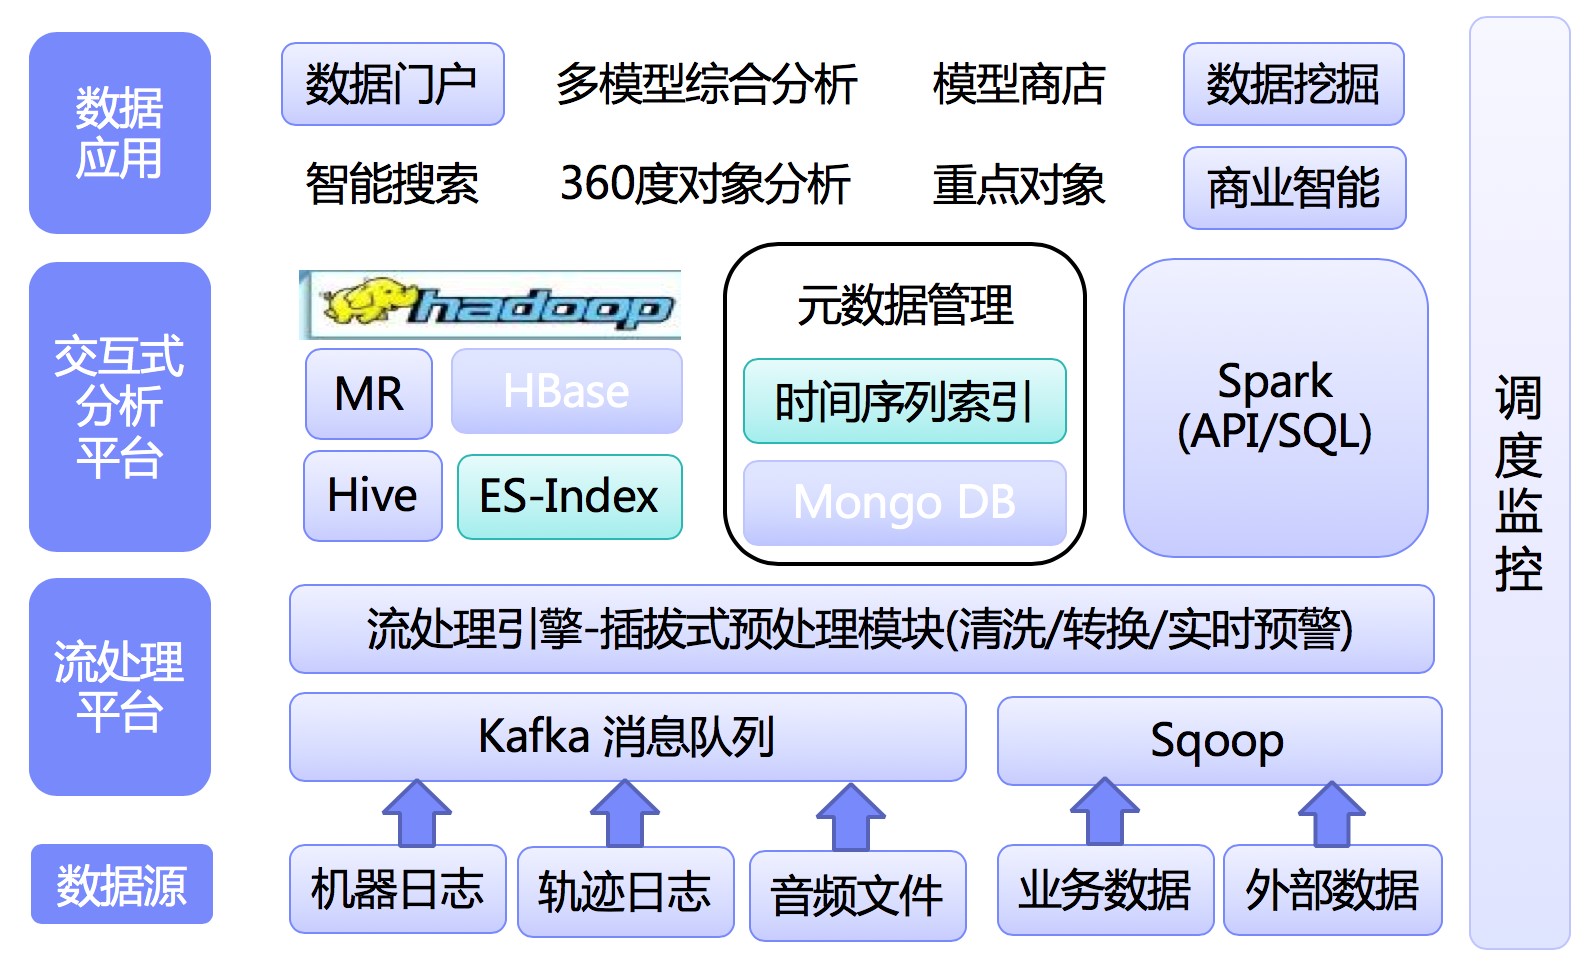 数据
应用
数据门户
多模型综合分析
模型商店
数据挖掘
智能搜索
360度对象分析
重点对象
商业智能
交互式
分析
平台
hadoop
MR
HBase
Hive
ES-Index
元数据管理
时间序列索引
Mongo DB
Spark
(API/SQL)
流处理
平台
流处理引擎-插拔式预处理模块(清洗/转换/实时预警)
Kafka 消息队列
Sqoop
数据源
机器日志
轨迹日志
音频文件
业务数据
外部数据
调
度
监
控